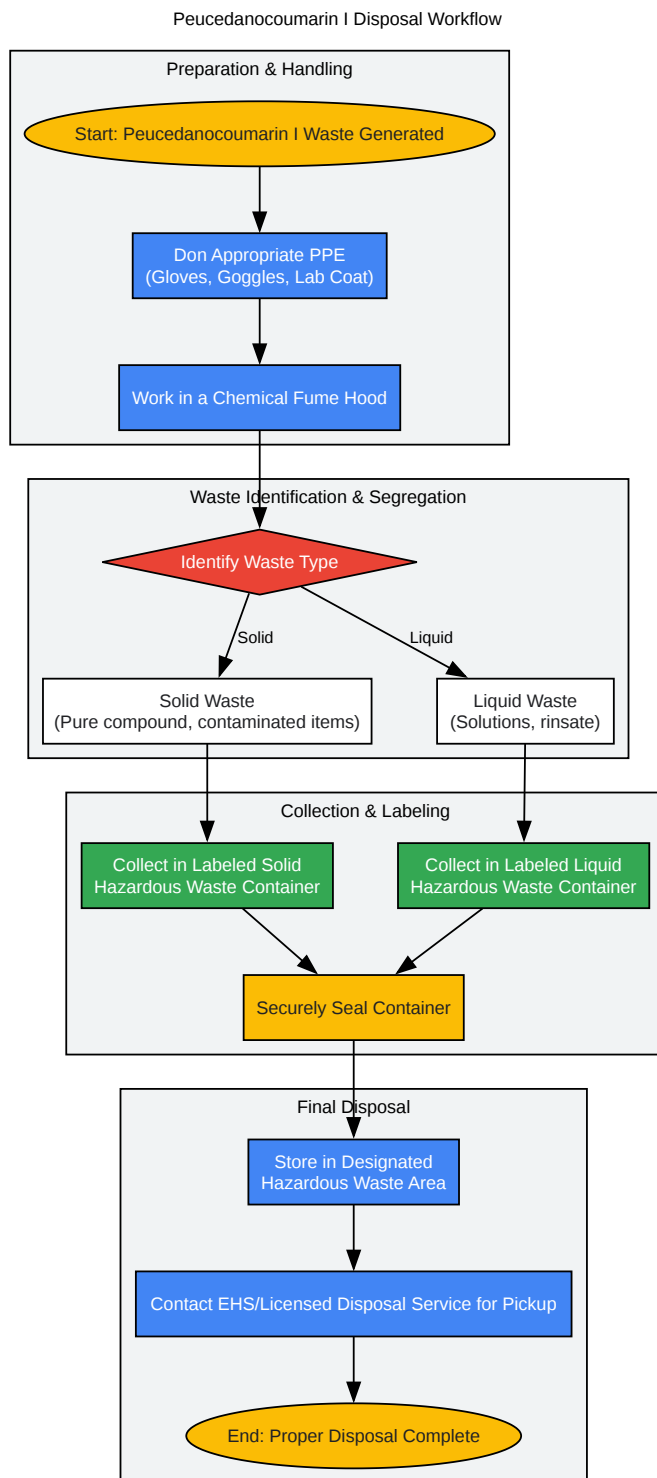 Peucedanocoumarin I Disposal Workflow
Preparation & Handling
Start: Peucedanocoumarin I Waste Generated
Don Appropriate PPE
(Gloves, Goggles, Lab Coat)
Work in a Chemical Fume Hood
Waste Identification & Segregation
Identify Waste Type
Solid
Liquid
Solid Waste
(Pure compound, contaminated items)
Liquid Waste
(Solutions, rinsate)
Collection & Labeling
Collect in Labeled Solid
Hazardous Waste Container
Collect in Labeled Liquid
Hazardous Waste Container
Securely Seal Container
Final Disposal
Store in Designated
Hazardous Waste Area
Contact EHS/Licensed Disposal Service for Pickup
End: Proper Disposal Complete